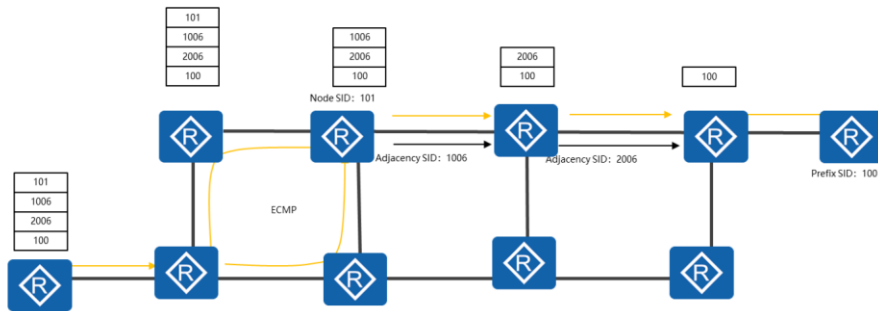 101
1006
2006
100
1006
2006
100
2006
100
100
Node SID：101
R
R
R
R
R
Adjacency SID：1006
Adjacency SID：2006
Prefix SID：100
101
1006
2006
100
ECMP
R
R
R
R
R